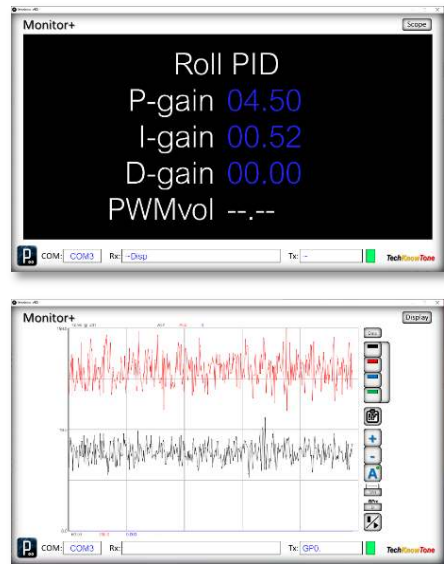 Monitor+
Scope
Roll PID
P-gain 04.50
I-gain 00.52
D-gain 00.00
PWMvol --.--
COM: COM3 Rx: ~Disp Tx: ~ TechKnowTone
Monitor+
Display
+
-
A
COM: COM3 Rx: Tx: GP0. TechKnowTone